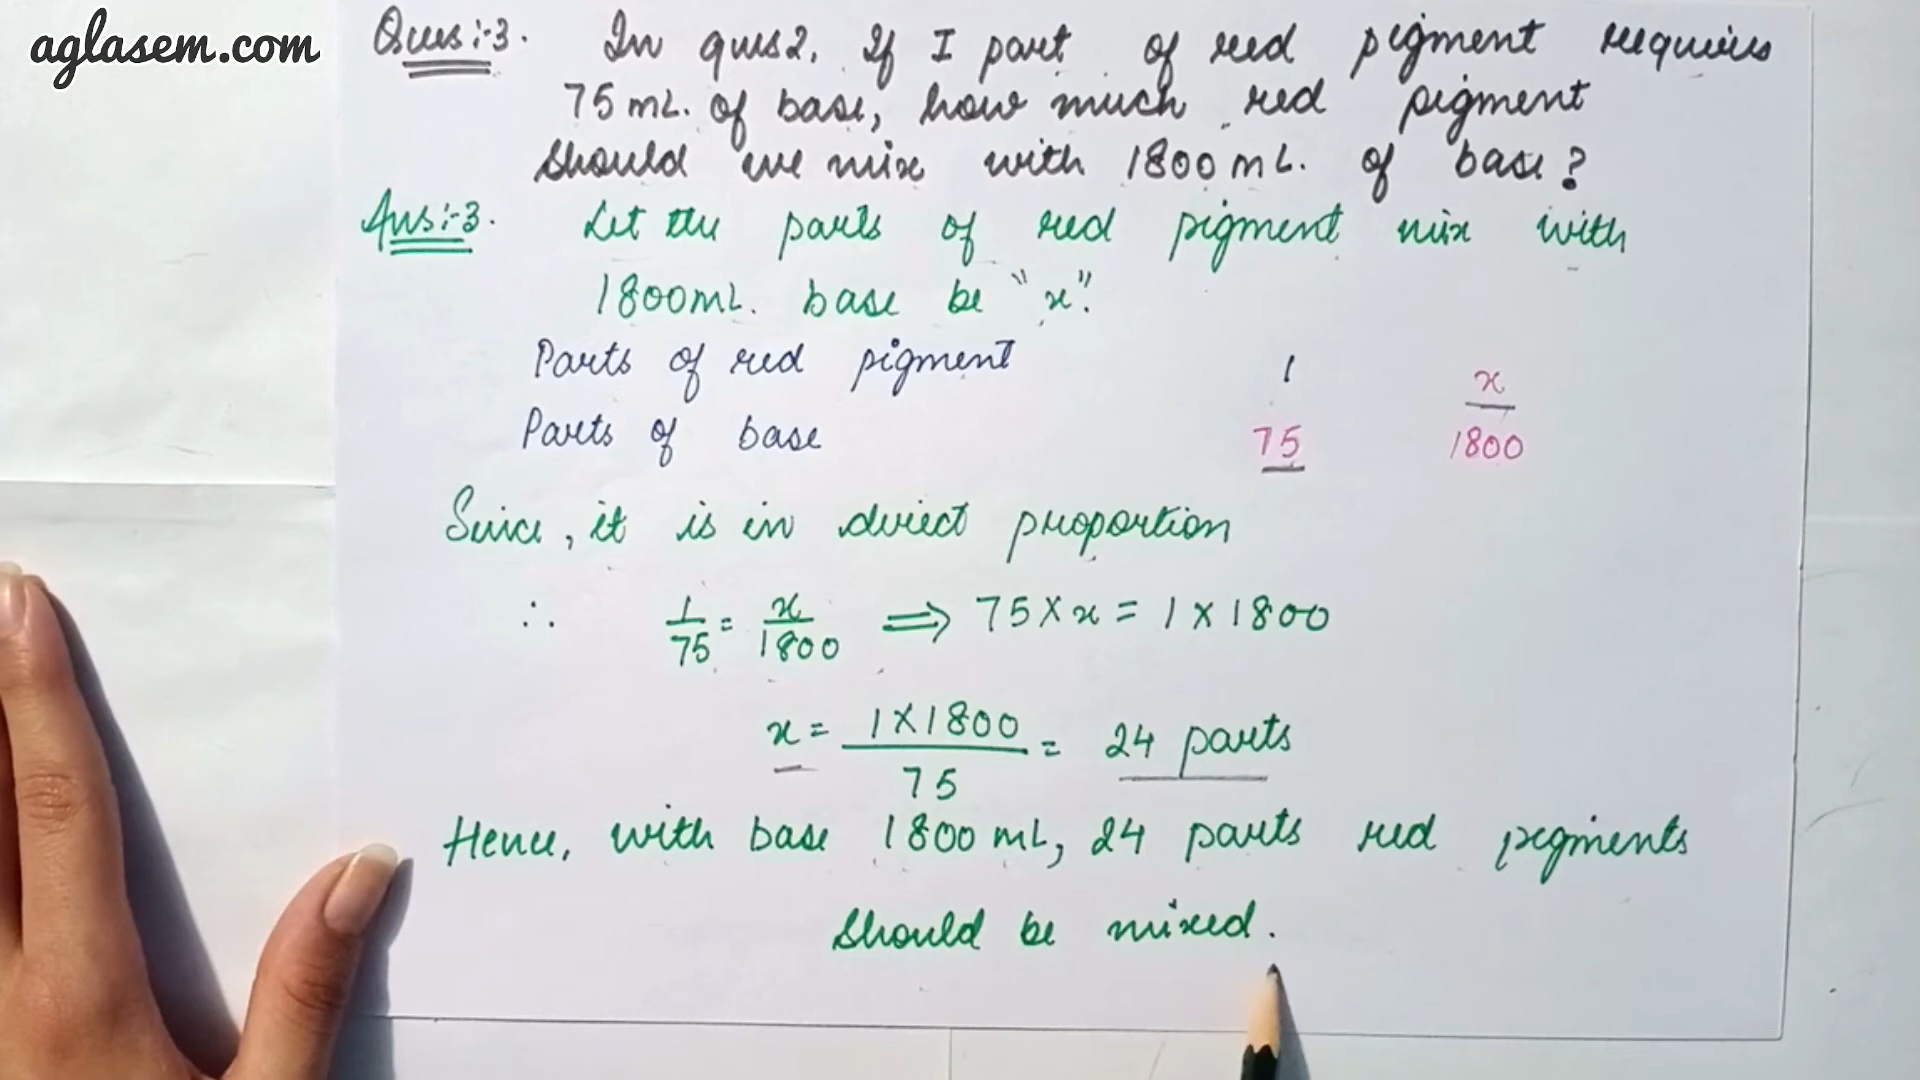 aglasem.com
Ques:-3. In ques 2, If 1 part of red pigment requires
75 mL. of base, how much red pigment
should we mix with 1800 mL. of base?
Ans:-3. Let the parts of red pigment mix with
1800mL. base be "x".
Parts of red pigment 1 x
Parts of base 75 1800
Since, it is in direct proportion
∴ 1/75 = x/1800 ⟹ 75 × x = 1 × 1800
x = 1×1800/75 = 24 parts
Hence, with base 1800 mL, 24 parts red pigments
should be mixed.